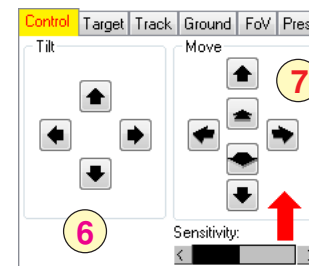 Control Target Track Ground FoV Pres
Tilt Move
7
6
Sensitivity: